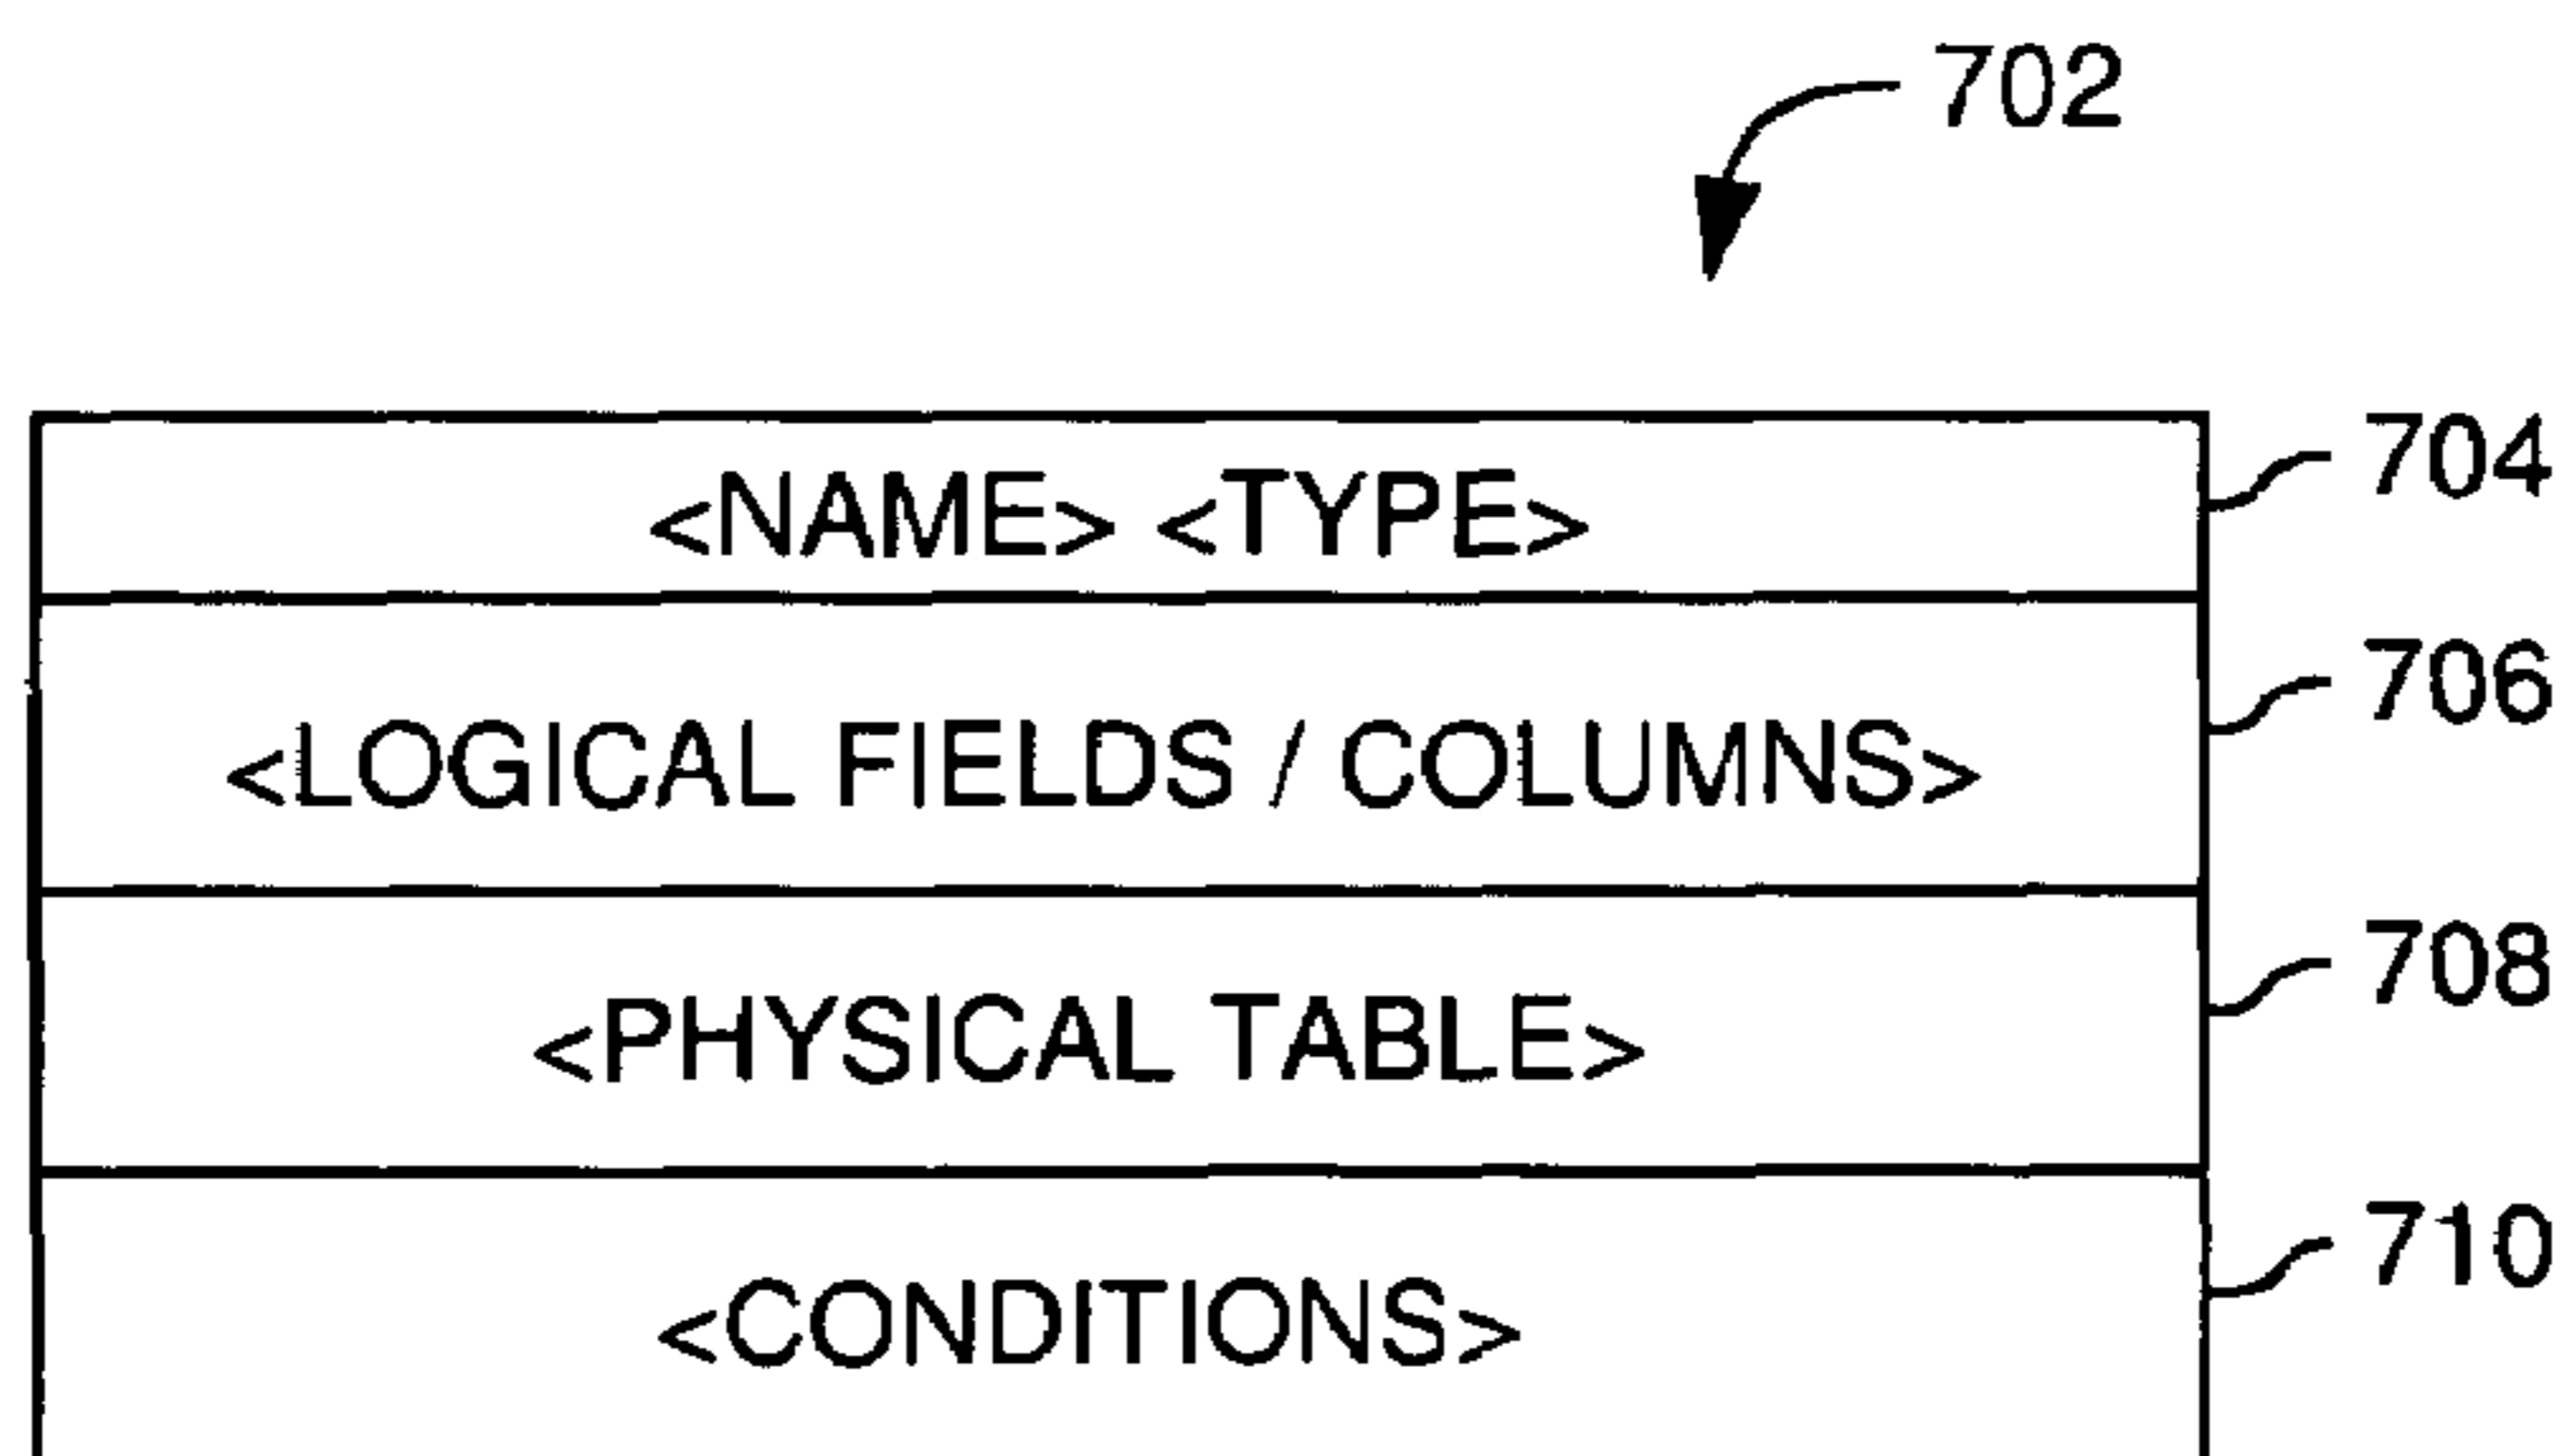 702
<NAME> <TYPE> 704
<LOGICAL FIELDS / COLUMNS> 706
<PHYSICAL TABLE> 708
<CONDITIONS> 710